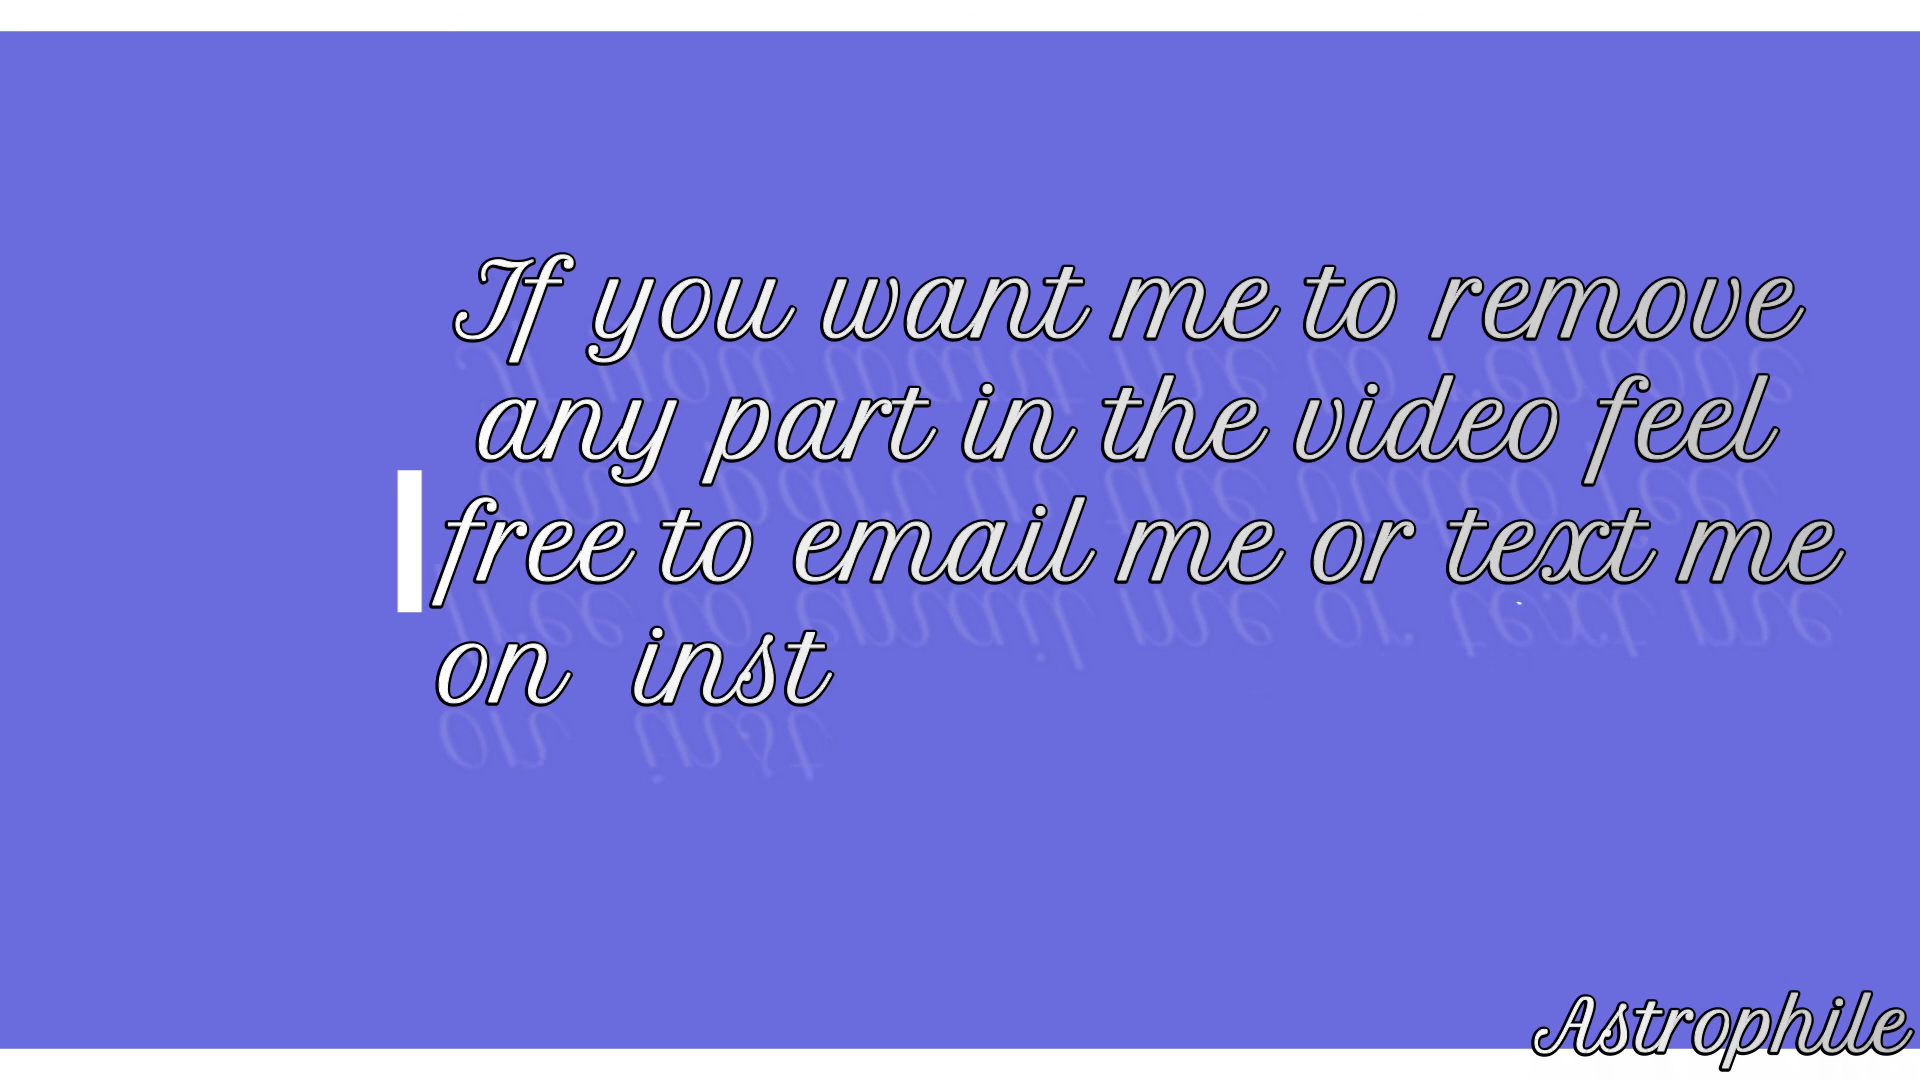 If you want me to remove
any part in the video feel
free to email me or text me
on inst
Astrophile